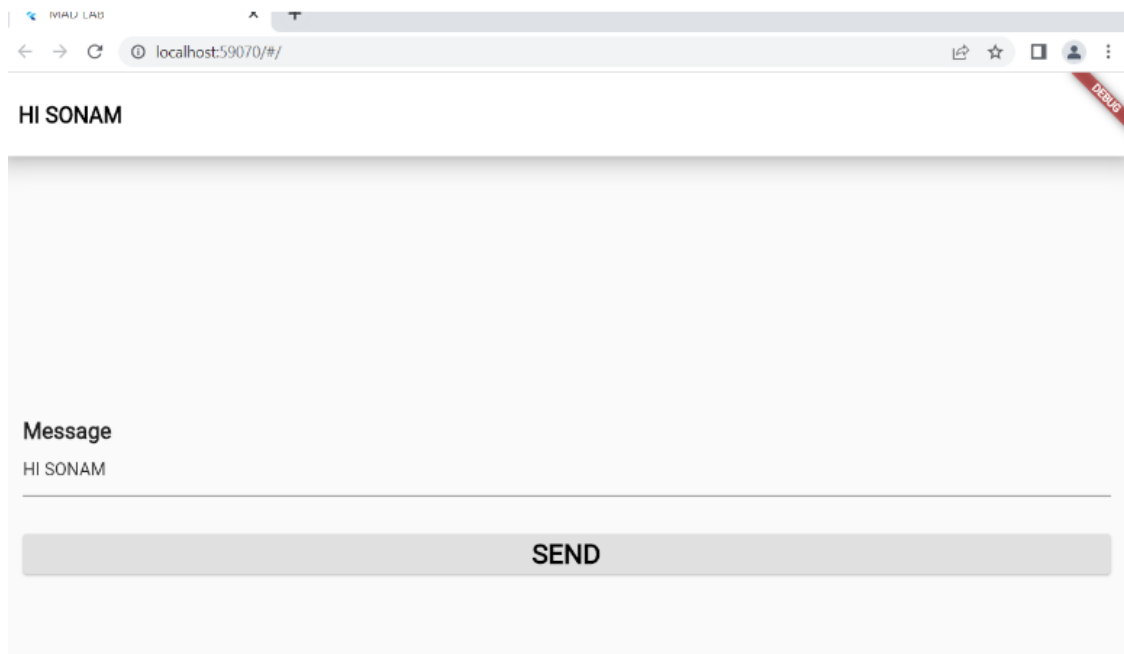 MAD LAB
localhost:59070/#/
HI SONAM
DEBUG
Message
HI SONAM
SEND